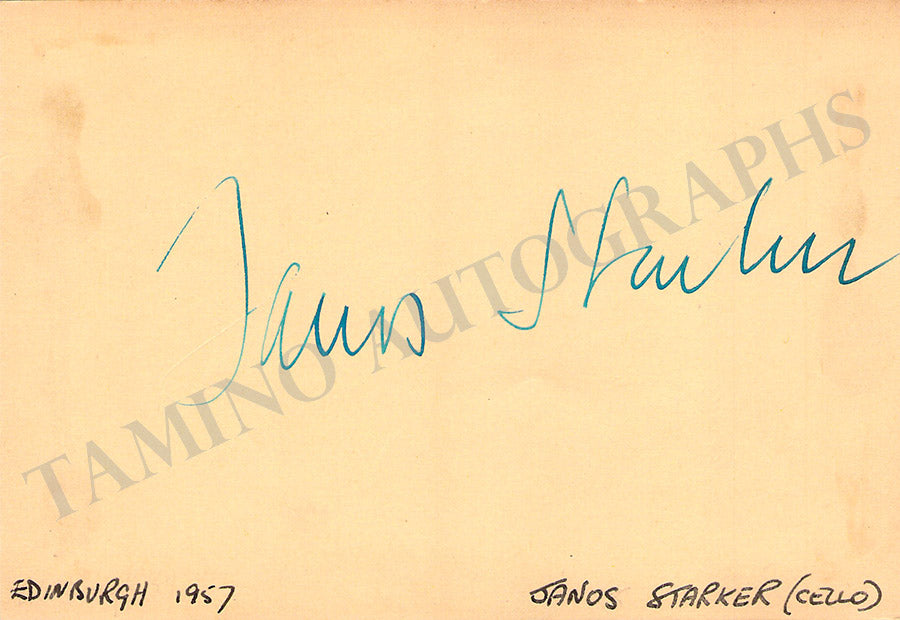 Janos Starker
TAMINO AUTOGRAPHS
EDINBURGH 1957
JANOS STARKER (CELLO)